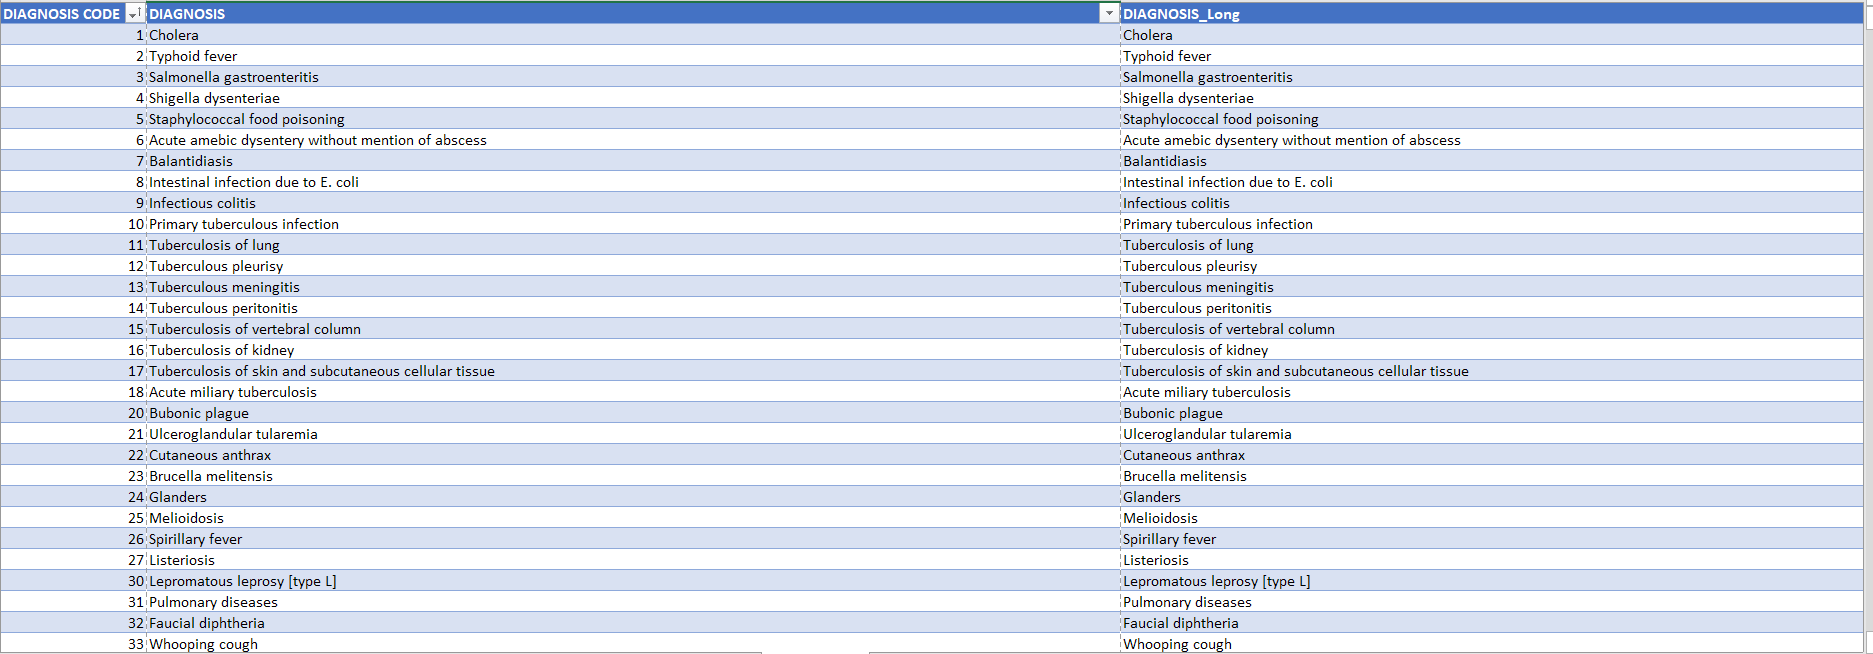 DIAGNOSIS CODE DIAGNOSIS DIAGNOSIS_Long
1 Cholera Cholera
2 Typhoid fever Typhoid fever
3 Salmonella gastroenteritis Salmonella gastroenteritis
4 Shigella dysenteriae Shigella dysenteriae
5 Staphylococcal food poisoning Staphylococcal food poisoning
6 Acute amebic dysentery without mention of abscess Acute amebic dysentery without mention of abscess
7 Balantidiasis Balantidiasis
8 Intestinal infection due to E. coli Intestinal infection due to E. coli
9 Infectious colitis Infectious colitis
10 Primary tuberculous infection Primary tuberculous infection
11 Tuberculosis of lung Tuberculosis of lung
12 Tuberculous pleurisy Tuberculous pleurisy
13 Tuberculous meningitis Tuberculous meningitis
14 Tuberculous peritonitis Tuberculous peritonitis
15 Tuberculosis of vertebral column Tuberculosis of vertebral column
16 Tuberculosis of kidney Tuberculosis of kidney
17 Tuberculosis of skin and subcutaneous cellular tissue Tuberculosis of skin and subcutaneous cellular tissue
18 Acute miliary tuberculosis Acute miliary tuberculosis
20 Bubonic plague Bubonic plague
21 Ulceroglandular tularemia Ulceroglandular tularemia
22 Cutaneous anthrax Cutaneous anthrax
23 Brucella melitensis Brucella melitensis
24 Glanders Glanders
25 Melioidosis Melioidosis
26 Spirillary fever Spirillary fever
27 Listeriosis Listeriosis
30 Lepromatous leprosy [type L] Lepromatous leprosy [type L]
31 Pulmonary diseases Pulmonary diseases
32 Faucial diphtheria Faucial diphtheria
33 Whooping cough Whooping cough